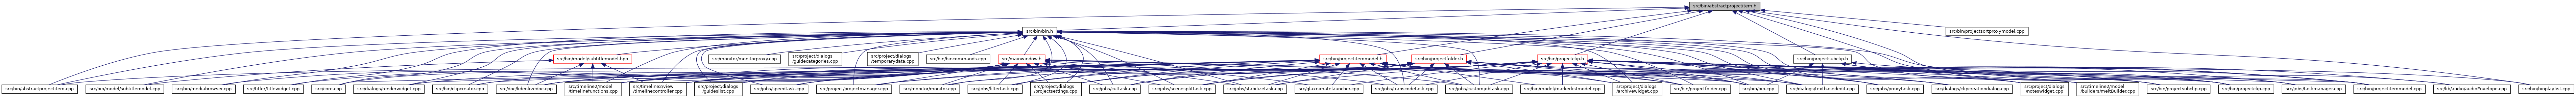 src/bin/abstractprojectitem.h
src/bin/bin.h
src/bin/projectsortproxymodel.cpp
src/bin/model/subtitlemodel.hpp
src/monitor/monitorproxy.cpp
src/project/dialogs
/guidecategories.cpp
src/project/dialogs
/temporarydata.cpp
src/bin/bincommands.cpp
src/mainwindow.h
src/bin/projectitemmodel.h
src/bin/projectfolder.h
src/bin/projectclip.h
src/bin/projectsubclip.h
src/bin/abstractprojectitem.cpp
src/bin/model/subtitlemodel.cpp
src/bin/mediabrowser.cpp
src/titler/titlewidget.cpp
src/core.cpp
src/dialogs/renderwidget.cpp
src/bin/clipcreator.cpp
src/doc/kdenlivedoc.cpp
src/timeline2/model
/timelinefunctions.cpp
src/timeline2/view
/timelinecontroller.cpp
src/project/dialogs
/guideslist.cpp
src/jobs/speedtask.cpp
src/project/projectmanager.cpp
src/monitor/monitor.cpp
src/jobs/filtertask.cpp
src/project/dialogs
/projectsettings.cpp
src/jobs/cuttask.cpp
src/jobs/scenesplittask.cpp
src/jobs/stabilizetask.cpp
src/glaxnimatelauncher.cpp
src/jobs/transcodetask.cpp
src/jobs/customjobtask.cpp
src/bin/model/markerlistmodel.cpp
src/project/dialogs
/archivewidget.cpp
src/bin/projectfolder.cpp
src/bin/bin.cpp
src/dialogs/textbasededit.cpp
src/jobs/proxytask.cpp
src/dialogs/clipcreationdialog.cpp
src/project/dialogs
/noteswidget.cpp
src/timeline2/model
/builders/meltBuilder.cpp
src/bin/projectsubclip.cpp
src/bin/projectclip.cpp
src/jobs/taskmanager.cpp
src/bin/projectitemmodel.cpp
src/lib/audio/audioEnvelope.cpp
src/bin/binplaylist.cpp